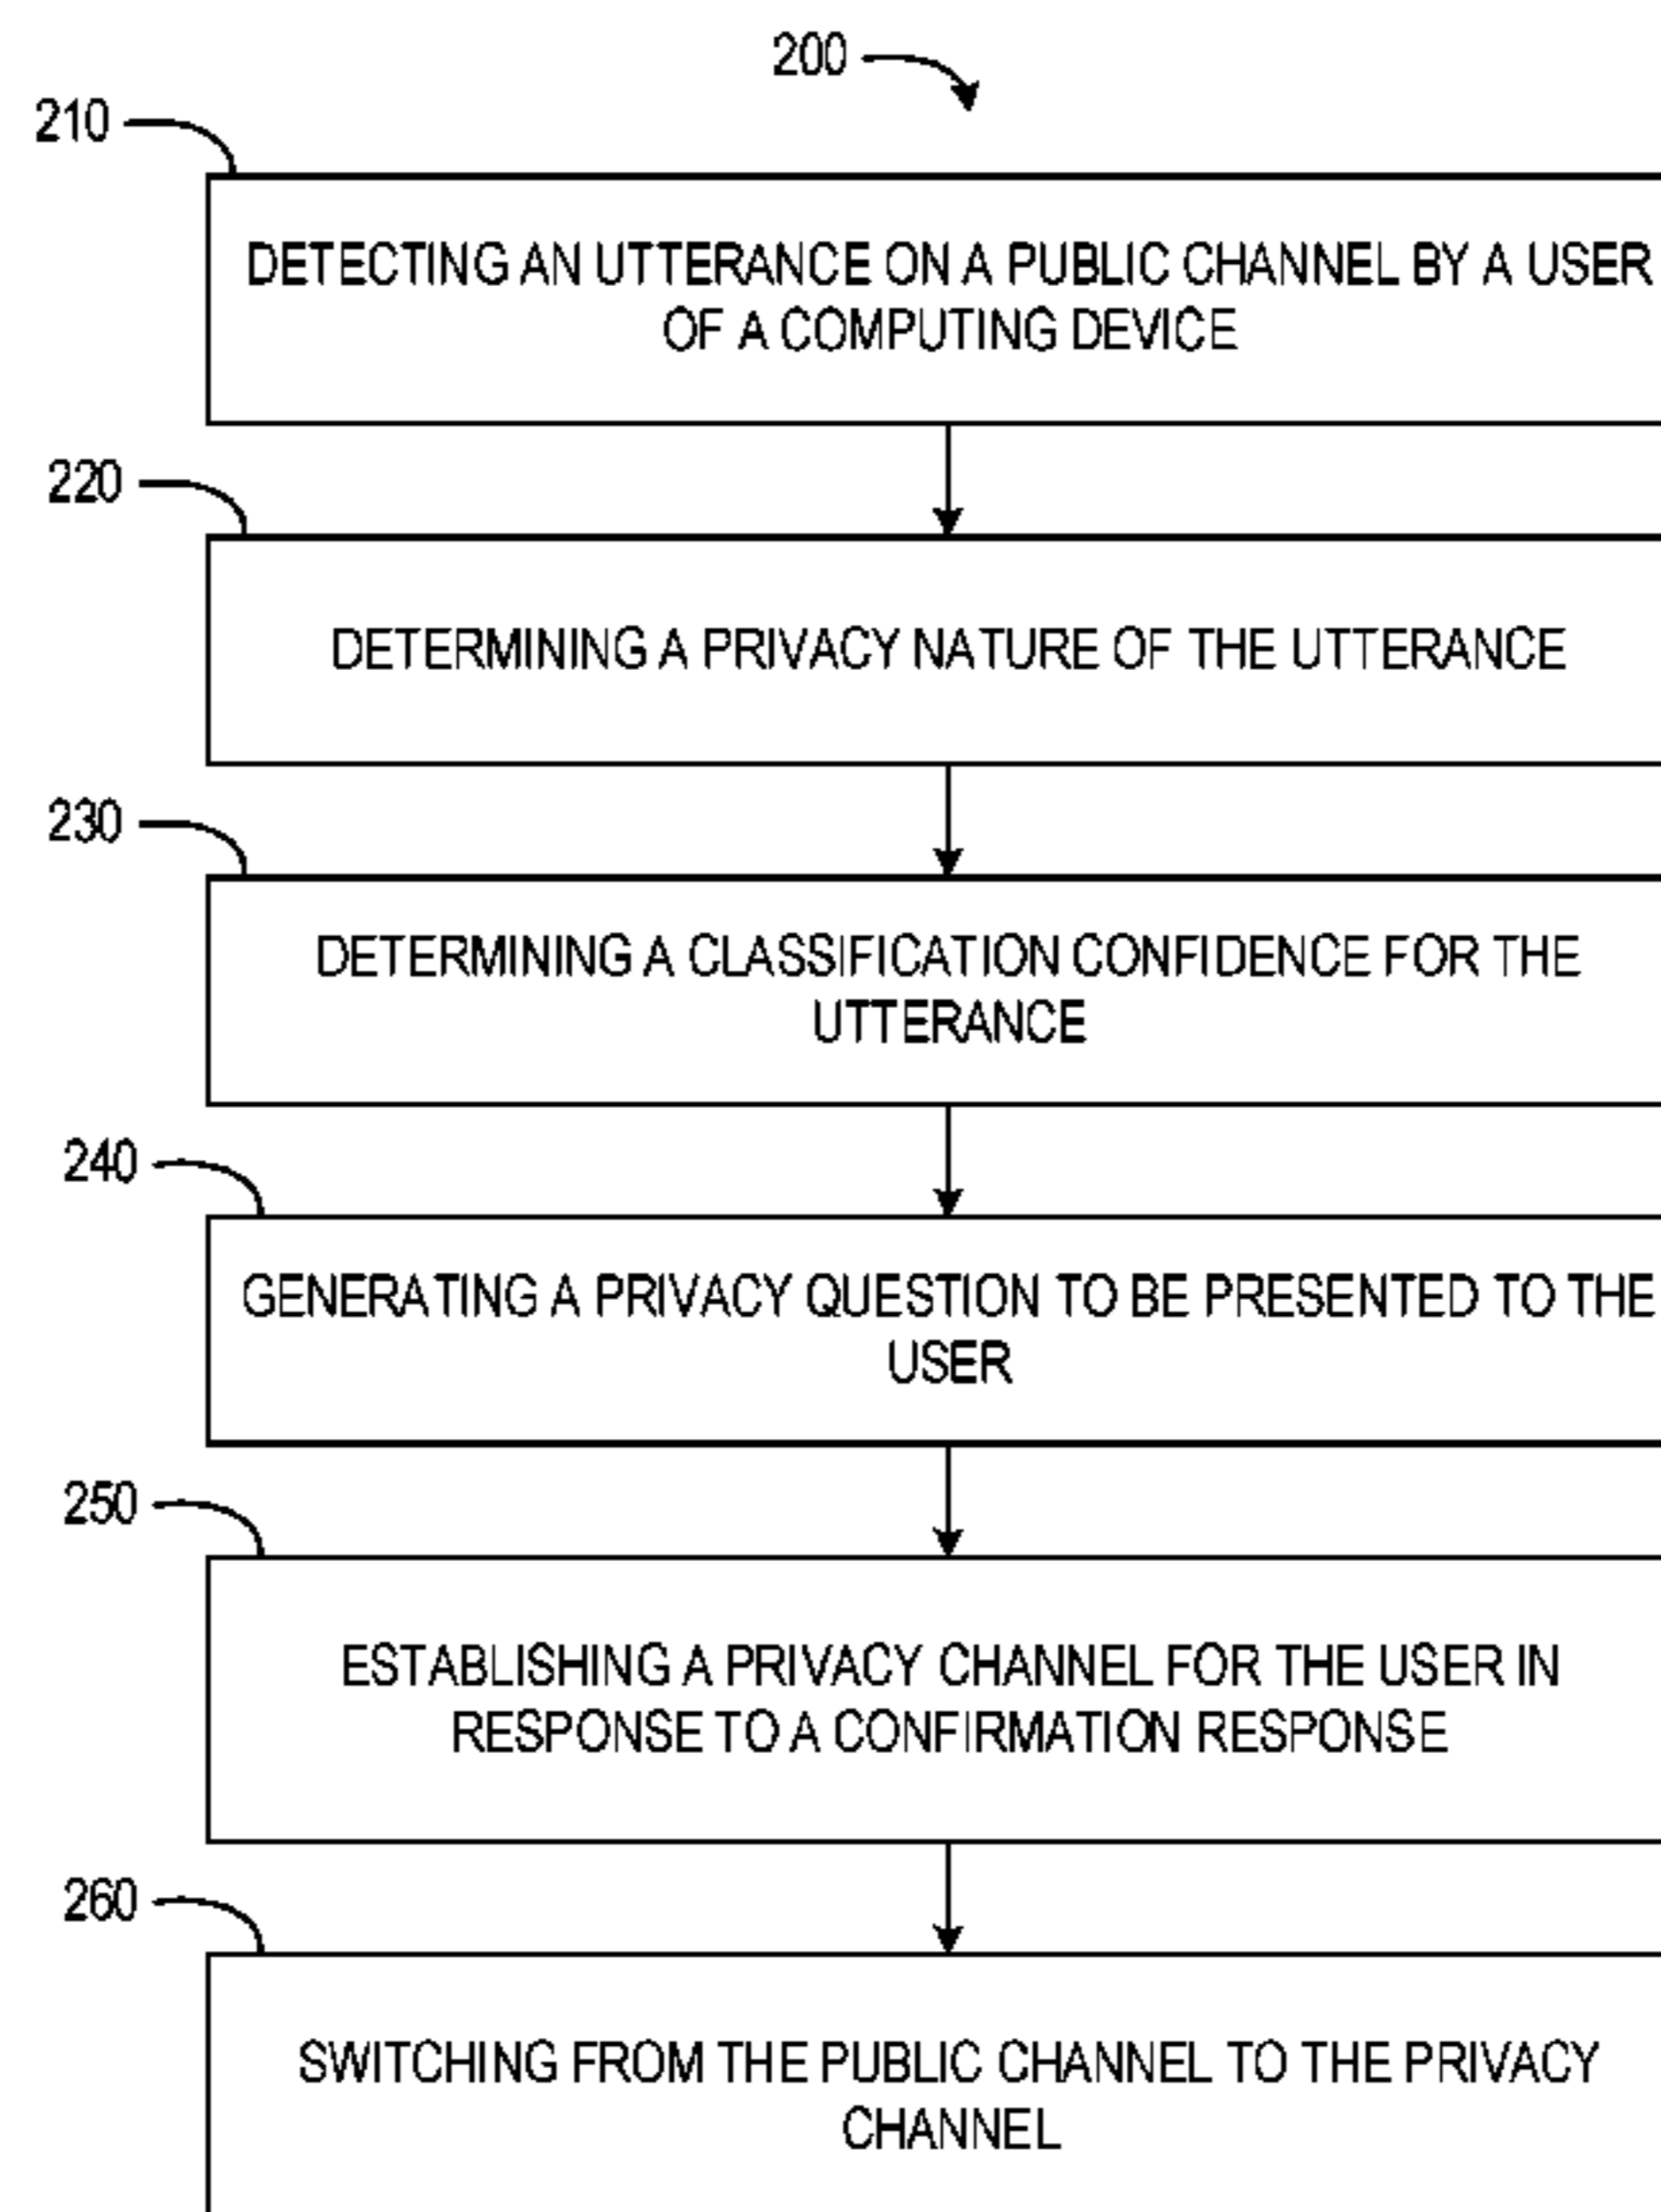 200
210
DETECTING AN UTTERANCE ON A PUBLIC CHANNEL BY A USER
OF A COMPUTING DEVICE
220
DETERMINING A PRIVACY NATURE OF THE UTTERANCE
230
DETERMINING A CLASSIFICATION CONFIDENCE FOR THE
UTTERANCE
240
GENERATING A PRIVACY QUESTION TO BE PRESENTED TO THE
USER
250
ESTABLISHING A PRIVACY CHANNEL FOR THE USER IN
RESPONSE TO A CONFIRMATION RESPONSE
260
SWITCHING FROM THE PUBLIC CHANNEL TO THE PRIVACY
CHANNEL